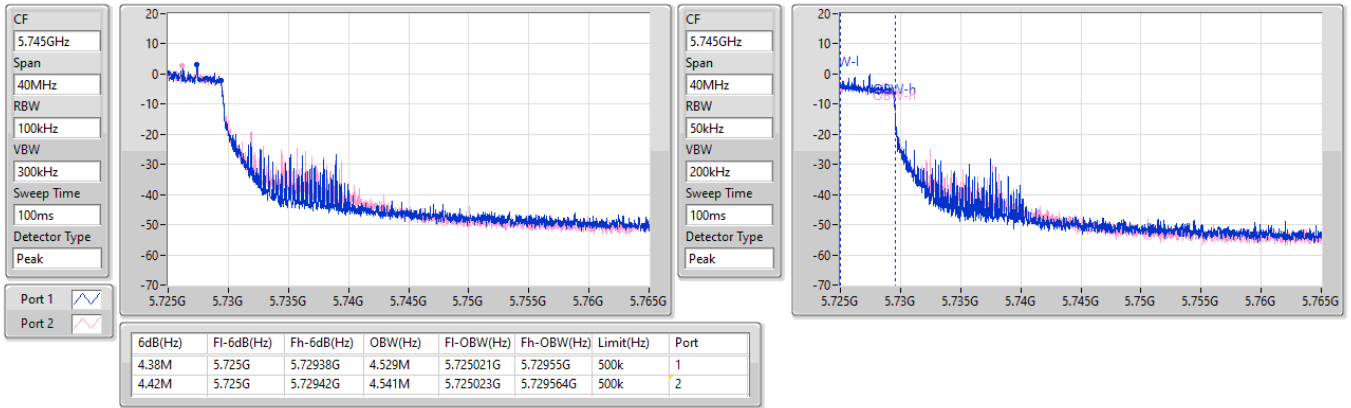 CF
5.745GHz
Span
40MHz
RBW
100kHz
VBW
300kHz
Sweep Time
100ms
Detector Type
Peak
Port 1
Port 2
20
10
0
-10
-20
-30
-40
-50
-60
-70
5.725G 5.73G 5.735G 5.74G 5.745G 5.75G 5.755G 5.76G 5.765G
CF
5.745GHz
Span
40MHz
RBW
50kHz
VBW
200kHz
Sweep Time
100ms
Detector Type
Peak
20
10
0
-10
-20
-30
-40
-50
-60
-70
W-l
OBW-h
OBW-h
5.725G 5.73G 5.735G 5.74G 5.745G 5.75G 5.755G 5.76G 5.765G
6dB(Hz) Fl-6dB(Hz) Fh-6dB(Hz) OBW(Hz) Fl-OBW(Hz) Fh-OBW(Hz) Limit(Hz) Port
4.38M 5.725G 5.72938G 4.529M 5.725021G 5.72955G 500k 1
4.42M 5.725G 5.72942G 4.541M 5.725023G 5.729564G 500k 2